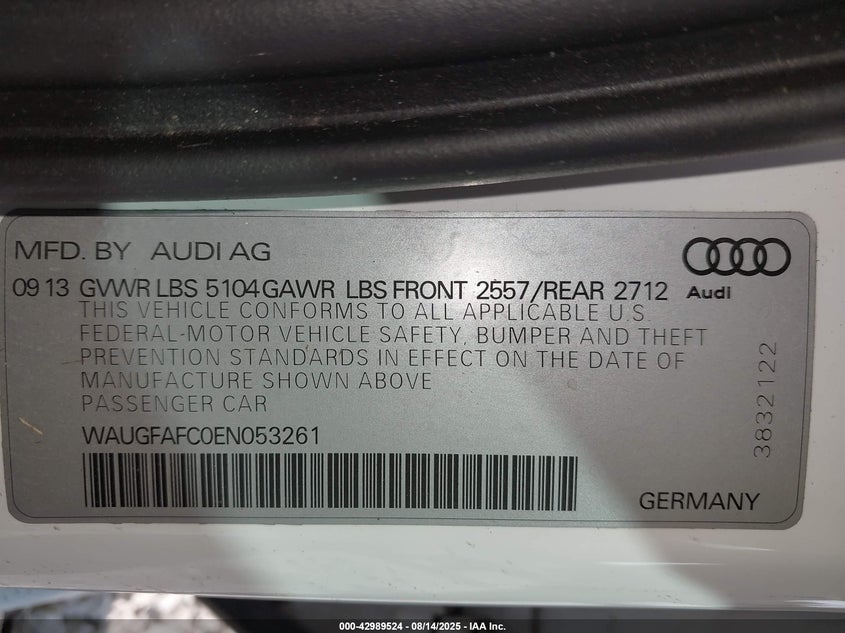 MFD. BY AUDI AG
09 13 GVWR LBS 5104 GAWR LBS FRONT 2557/REAR 2712
Audi
THIS VEHICLE CONFORMS TO ALL APPLICABLE U.S.
FEDERAL-MOTOR VEHICLE SAFETY, BUMPER AND THEFT
PREVENTION STANDARDS IN EFFECT ON THE DATE OF
MANUFACTURE SHOWN ABOVE
PASSENGER CAR
WAUGFAFC0EN053261
3832122
GERMANY
000-42989524 - 08/14/2025 - IAA Inc.